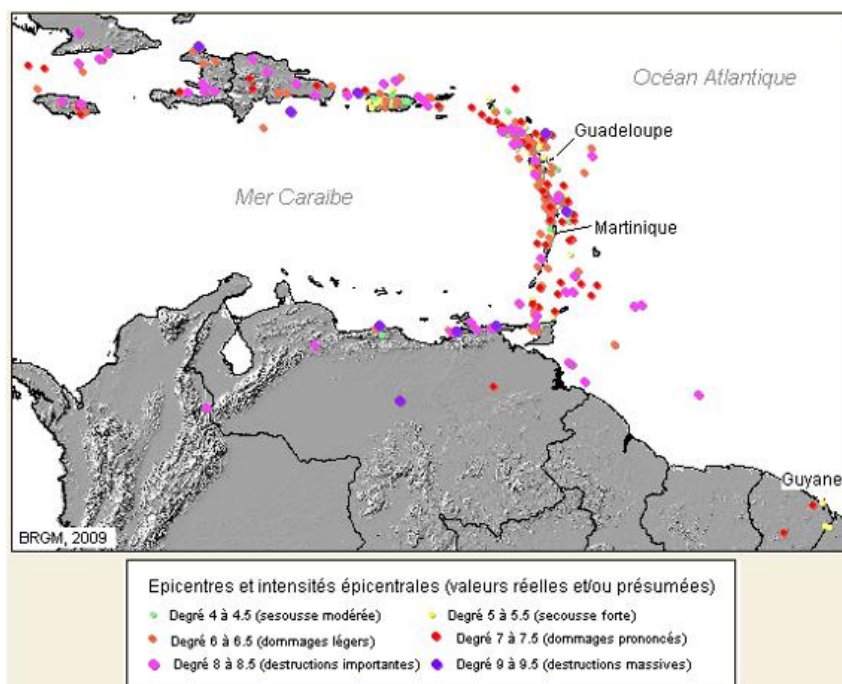 Océan Atlantique
Guadeloupe
Mer Caraïbe
Martinique
Guyane
BRGM, 2009
Epicentres et intensités épicentrales (valeurs réelles et/ou présumées)
Degré 4 à 4.5 (sesousse modérée)
Degré 5 à 5.5 (secousse forte)
Degré 6 à 6.5 (dommages légers)
Degré 7 à 7.5 (dommages prononcés)
Degré 8 à 8.5 (destructions importantes)
Degré 9 à 9.5 (destructions massives)